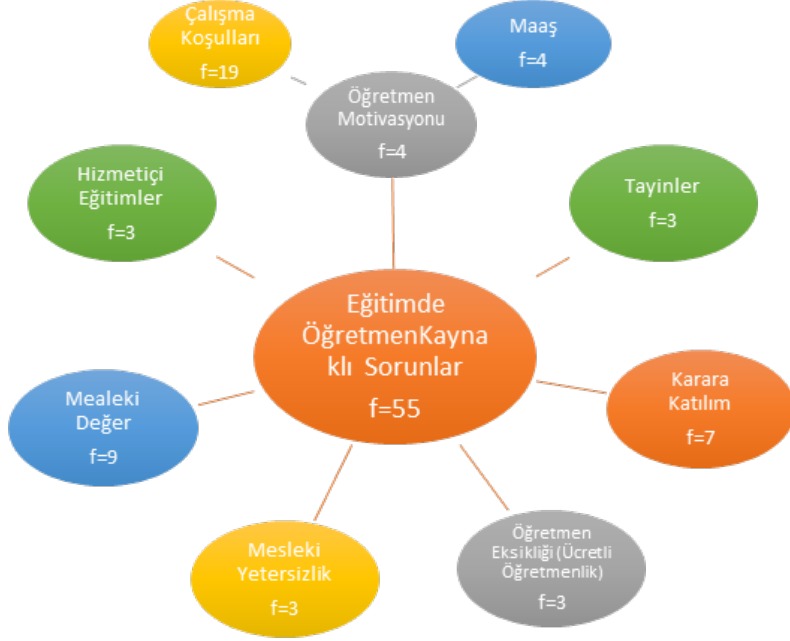 Çalışma
Koşulları
f=19
Maaş
f=4
Öğretmen
Motivasyonu
f=4
Hizmetiçi
Eğitimler
f=3
Tayinler
f=3
Eğitimde
ÖğretmenKayna
klı Sorunlar
f=55
Mealeki
Değer
f=9
Karara
Katılım
f=7
Mesleki
Yetersizlik
f=3
Öğretmen
Eksikliği (Ücretli
Öğretmenlik)
f=3